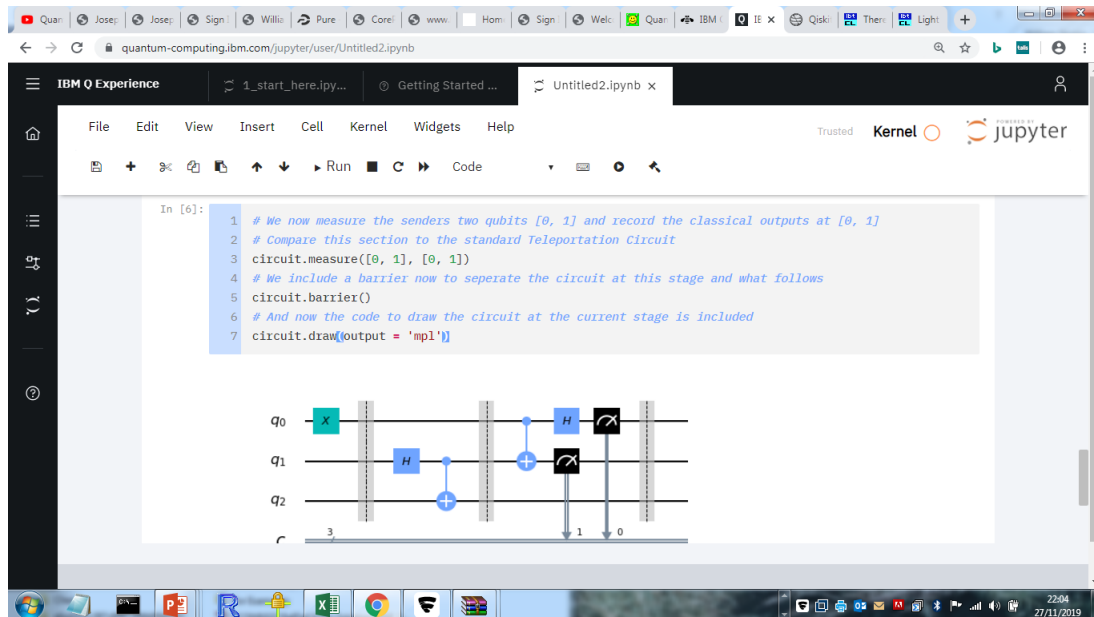 Quan Josep Josep Sign Willia Pure Corel www. Hom Sign Welc Quan IBM IE Qiski There Light
quantum-computing.ibm.com/jupyter/user/Untitled2.ipynb
IBM Q Experience 1_start_here.ipy... Getting Started ... Untitled2.ipynb
File Edit View Insert Cell Kernel Widgets Help Trusted Kernel POWERED BY jupyter
Run Code
In [6]:
1 # We now measure the senders two qubits [0, 1] and record the classical outputs at [0, 1]
2 # Compare this section to the standard Teleportation Circuit
3 circuit.measure([0, 1], [0, 1])
4 # We include a barrier now to seperate the circuit at this stage and what follows
5 circuit.barrier()
6 # And now the code to draw the circuit at the current stage is included
7 circuit.draw(output = 'mpl')
q0 X H
q1 H
q2
c 3 1 0
22:04
27/11/2019